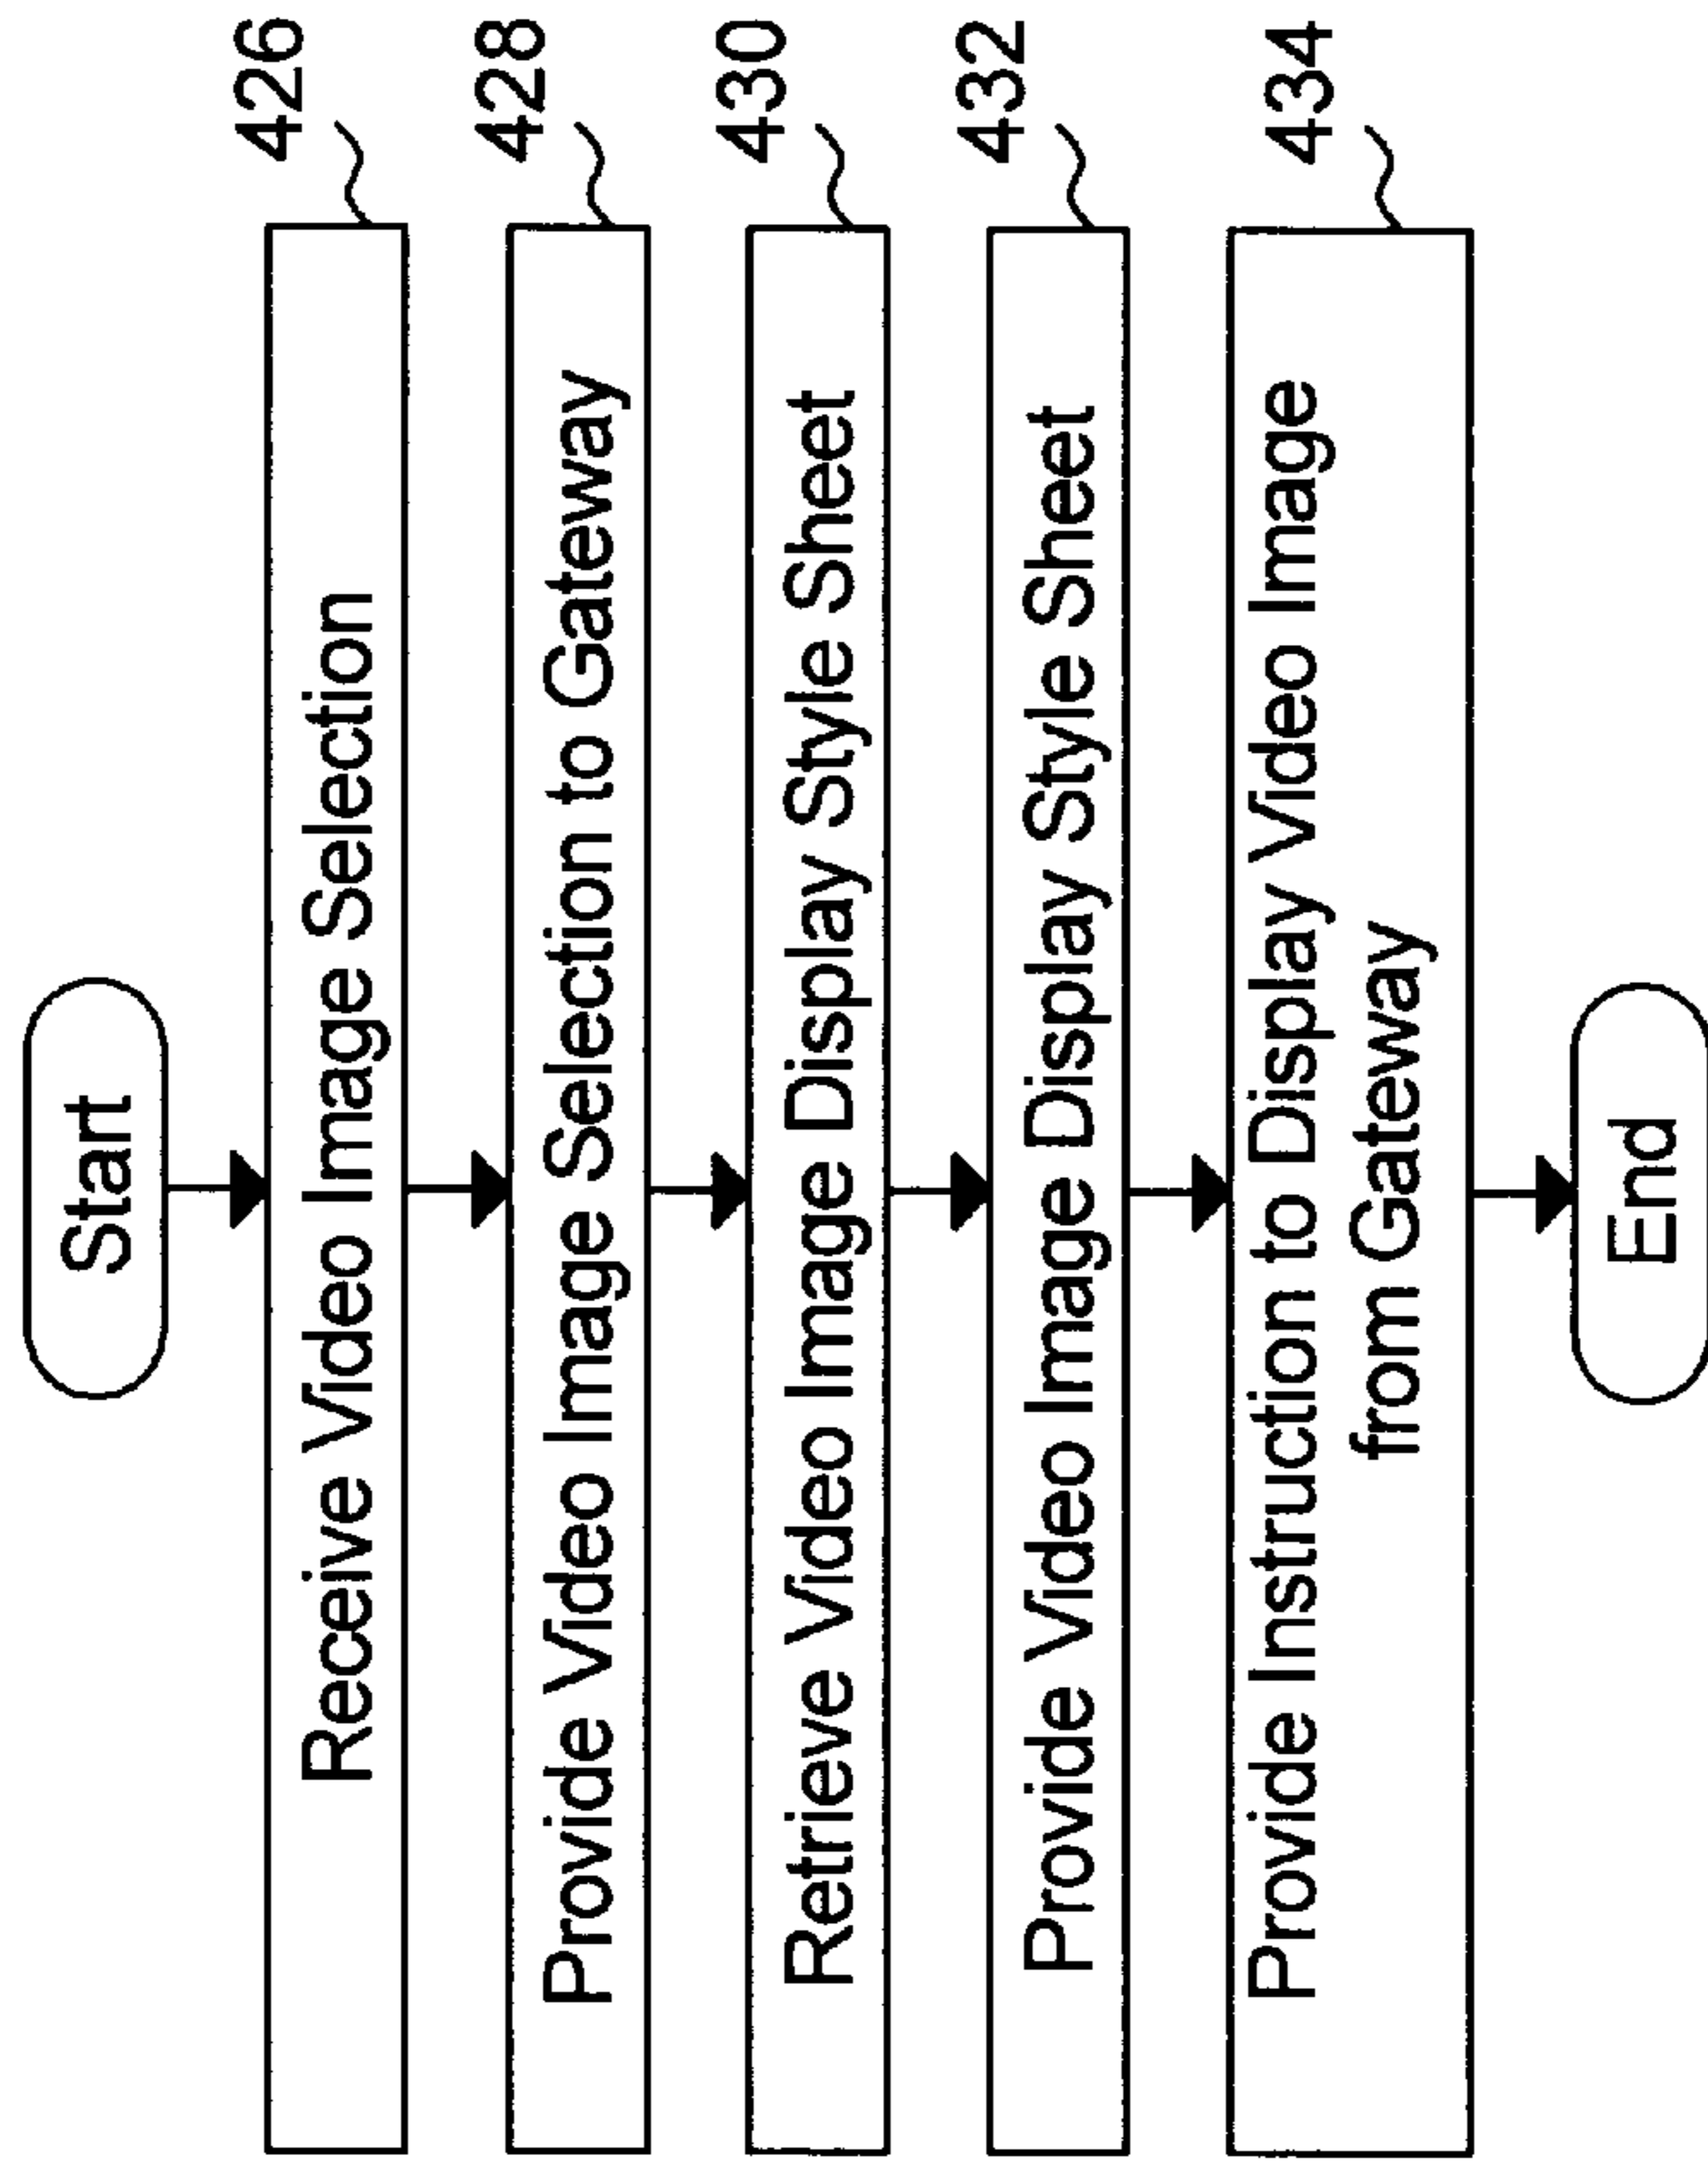 Start
Receive Video Image Selection
426
Provide Video Image Selection to Gateway
428
Retrieve Video Image Display Style Sheet
430
Provide Video Image Display Style Sheet
432
Provide Instruction to Display Video Image
from Gateway
434
End